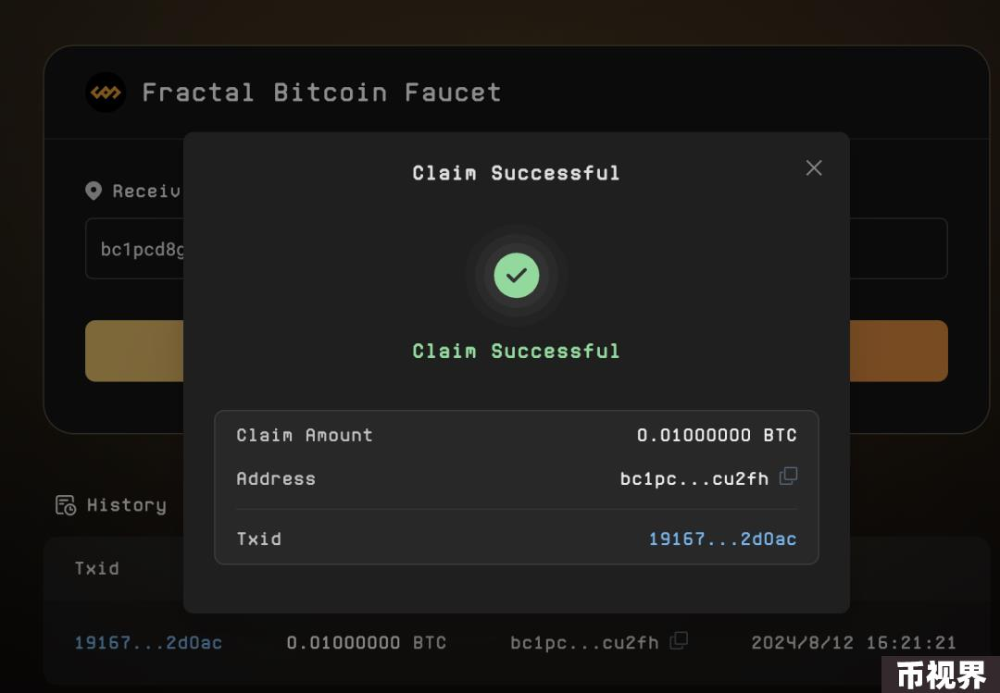 Fractal Bitcoin Faucet
Claim Successful
Receiv
bc1pcd8g
Claim Successful
Claim Amount 0.01000000 BTC
Address bc1pc...cu2fh
Txid 19167...2d0ac
History
Txid
19167...2d0ac 0.01000000 BTC bc1pc...cu2fh 2024/8/12 16:21:21
币视界